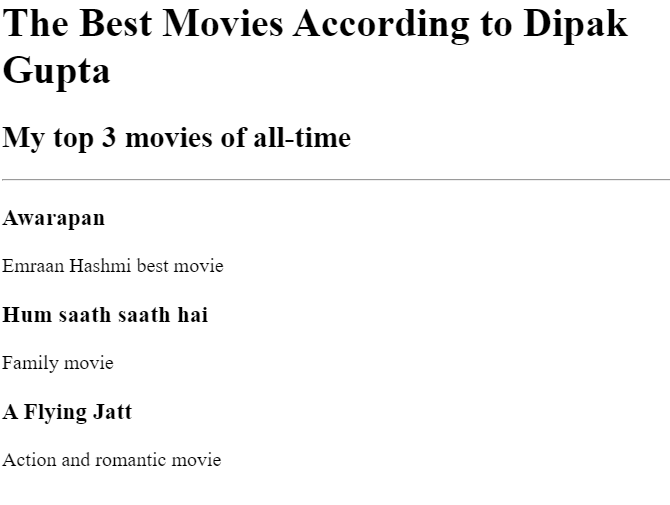 The Best Movies According to Dipak
Gupta
My top 3 movies of all-time
Awarapan
Emraan Hashmi best movie
Hum saath saath hai
Family movie
A Flying Jatt
Action and romantic movie